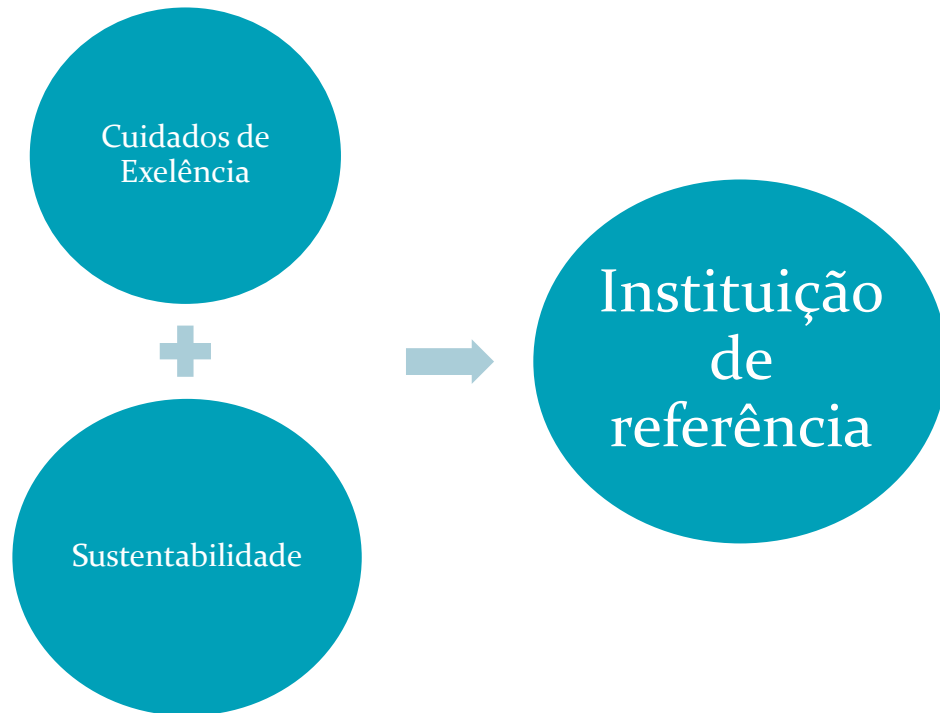 Cuidados de
Exelência
Sustentabilidade
Instituição
de
referência